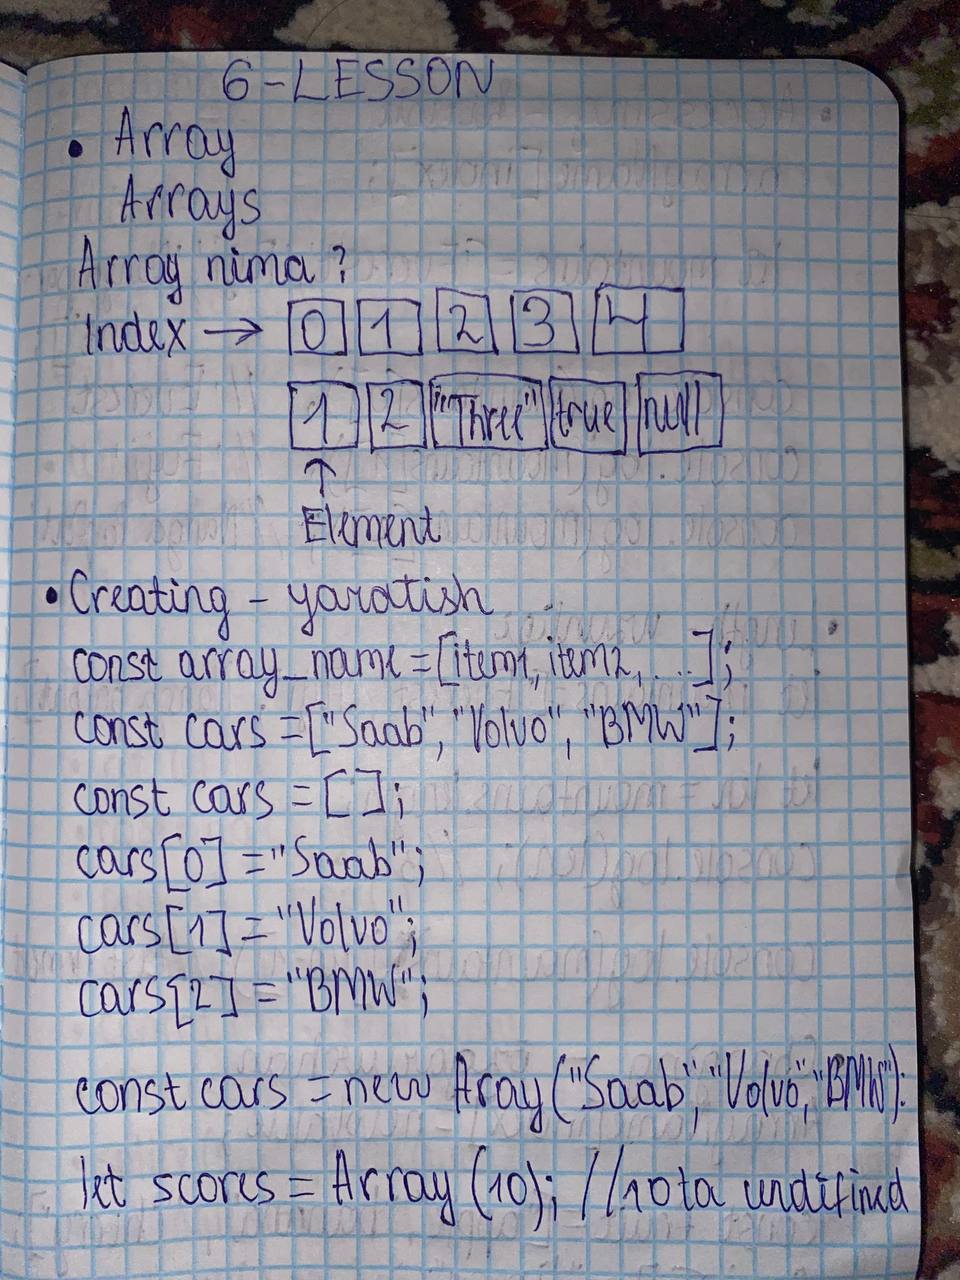 6-LESSON
• Array
Arrays
Array nima?
Index → 0 1 2 3 4
1 2 "Three" true null
↑
Element
• Creating - yaratish
const array_name = [item1, item2, ...];
const cars = ["Saab", "Volvo", "BMW"];
const cars = [];
cars[0] = "Saab";
cars[1] = "Volvo";
cars[2] = "BMW";
const cars = new Aray("Saab", "Volvo", "BMW"):
let scores = Array(10); //10ta undifined